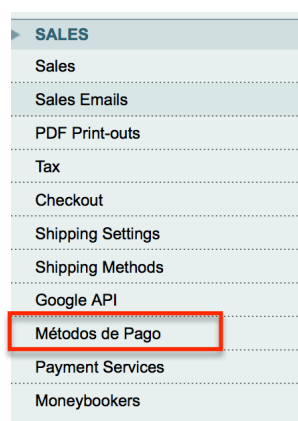 SALES
Sales
Sales Emails
PDF Print-outs
Tax
Checkout
Shipping Settings
Shipping Methods
Google API
Métodos de Pago
Payment Services
Moneybookers